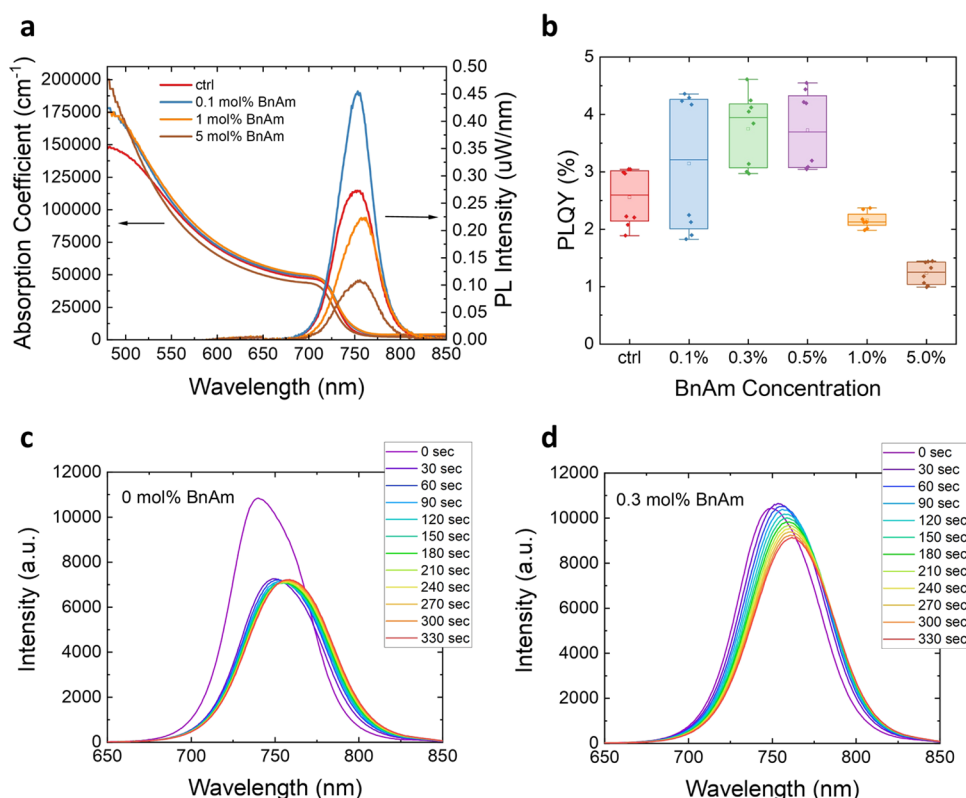 a
Absorption Coefficient (cm⁻¹)
200000
175000
150000
125000
100000
75000
50000
25000
0
ctrl
0.1 mol% BnAm
1 mol% BnAm
5 mol% BnAm
0.50
0.45
0.40
0.35
0.30
0.25
0.20
0.15
0.10
0.05
0.00
PL Intensity (uW/nm)
500 550 600 650 700 750 800 850
Wavelength (nm)
b
PLQY (%)
5
4
3
2
1
0
ctrl 0.1% 0.3% 0.5% 1.0% 5.0%
BnAm Concentration
c
Intensity (a.u.)
12000
10000
8000
6000
4000
2000
0
0 mol% BnAm
0 sec
30 sec
60 sec
90 sec
120 sec
150 sec
180 sec
210 sec
240 sec
270 sec
300 sec
330 sec
650 700 750 800 850
Wavelength (nm)
d
Intensity (a.u.)
12000
10000
8000
6000
4000
2000
0
0.3 mol% BnAm
0 sec
30 sec
60 sec
90 sec
120 sec
150 sec
180 sec
210 sec
240 sec
270 sec
300 sec
330 sec
650 700 750 800 850
Wavelength (nm)